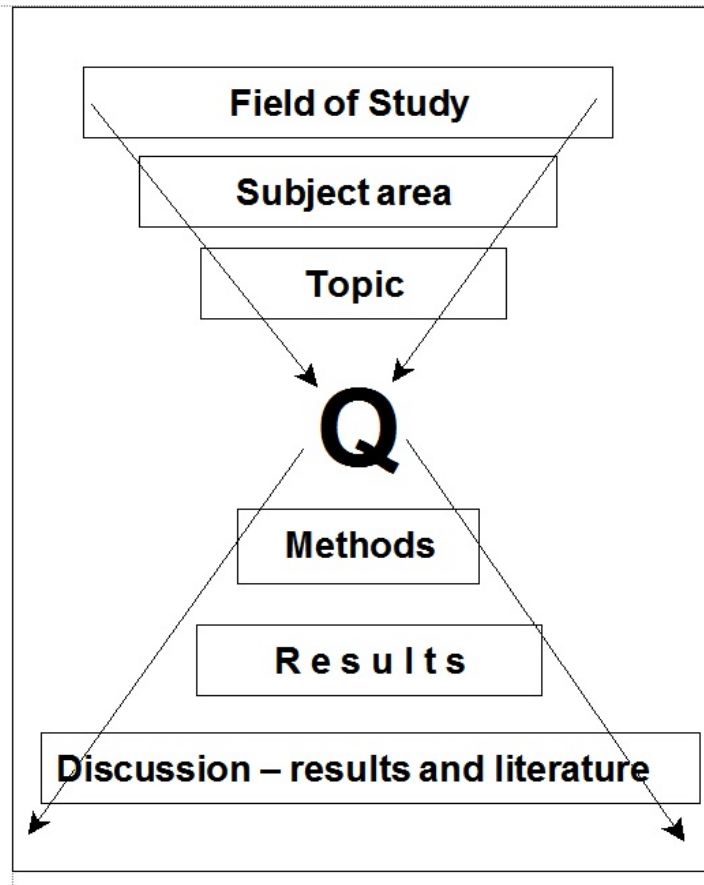 Field of Study
Subject area
Topic
Q
Methods
R e s u l t s
Discussion – results and literature